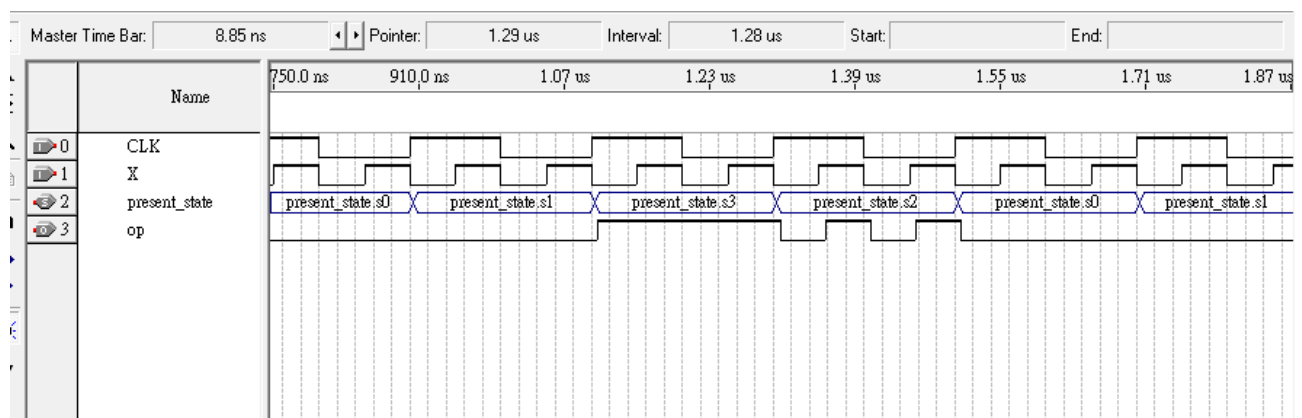 Master Time Bar: 8.85 ns Pointer: 1.29 us Interval: 1.28 us Start: End:
750.0 ns 910.0 ns 1.07 us 1.23 us 1.39 us 1.55 us 1.71 us 1.87 us
Name
0 CLK
1 X
2 present_state present_state.s0 present_state.s1 present_state.s3 present_state.s2 present_state.s0 present_state.s1
3 op